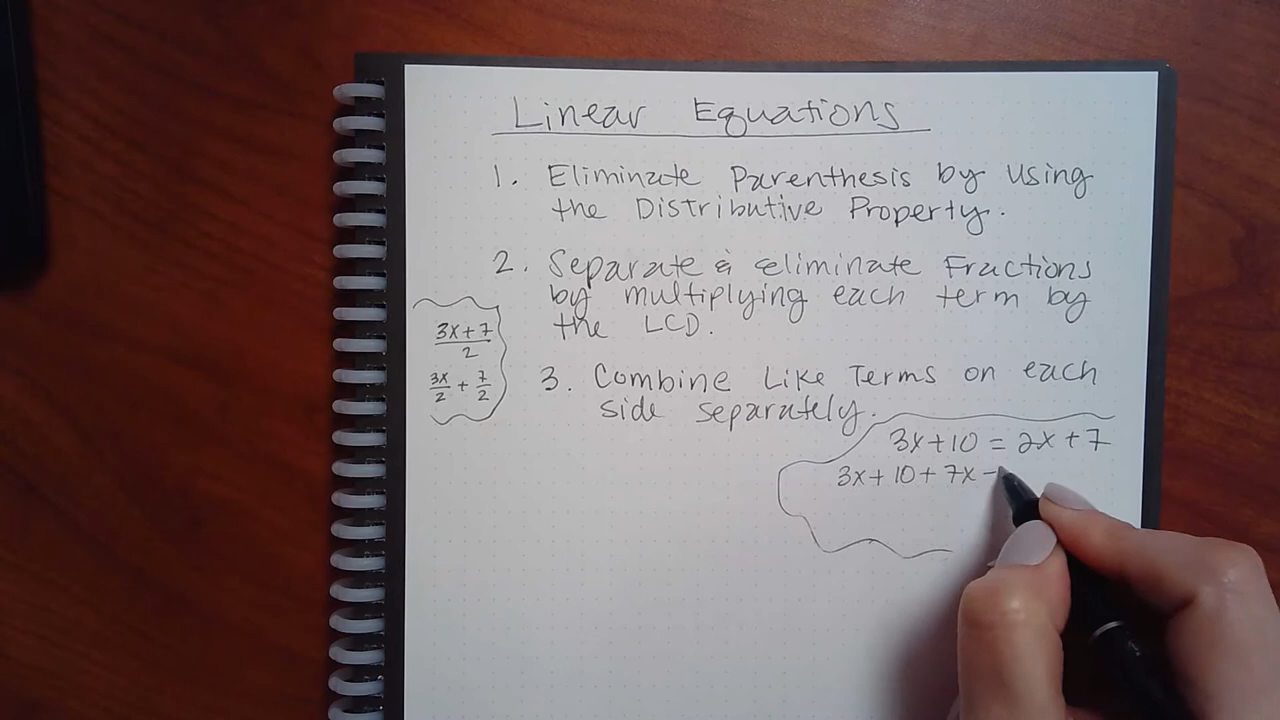 Linear Equations
1. Eliminate Parenthesis by using
the Distributive Property.
2. Separate & eliminate Fractions
by multiplying each term by
the LCD.
3x+7
2
3x/2 + 7/2
3. Combine Like Terms on each
side separately.
3x+10 = 2x+7
3x+10+7x-